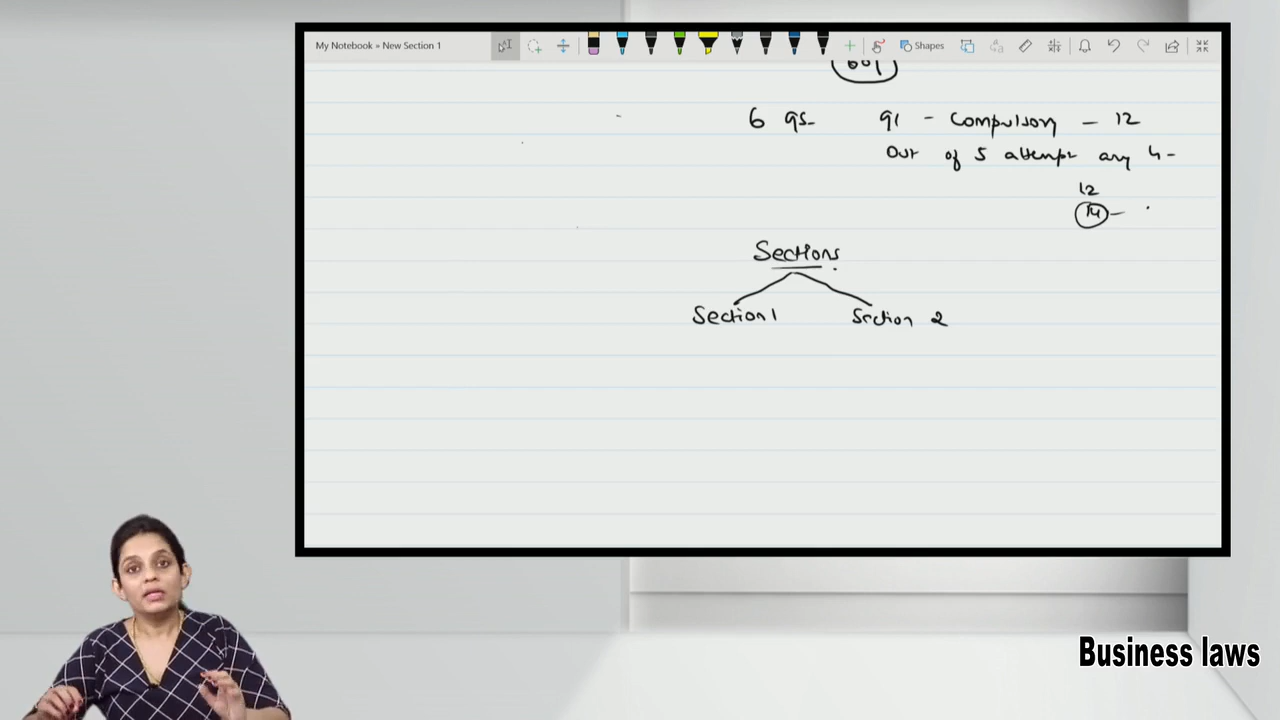 My Notebook » New Section 1
Shapes
6 qs- q1 - Compulsory - 12
Out of 5 attempt any 4 -
12
14 -
Sections
Section 1 Section 2
Business laws